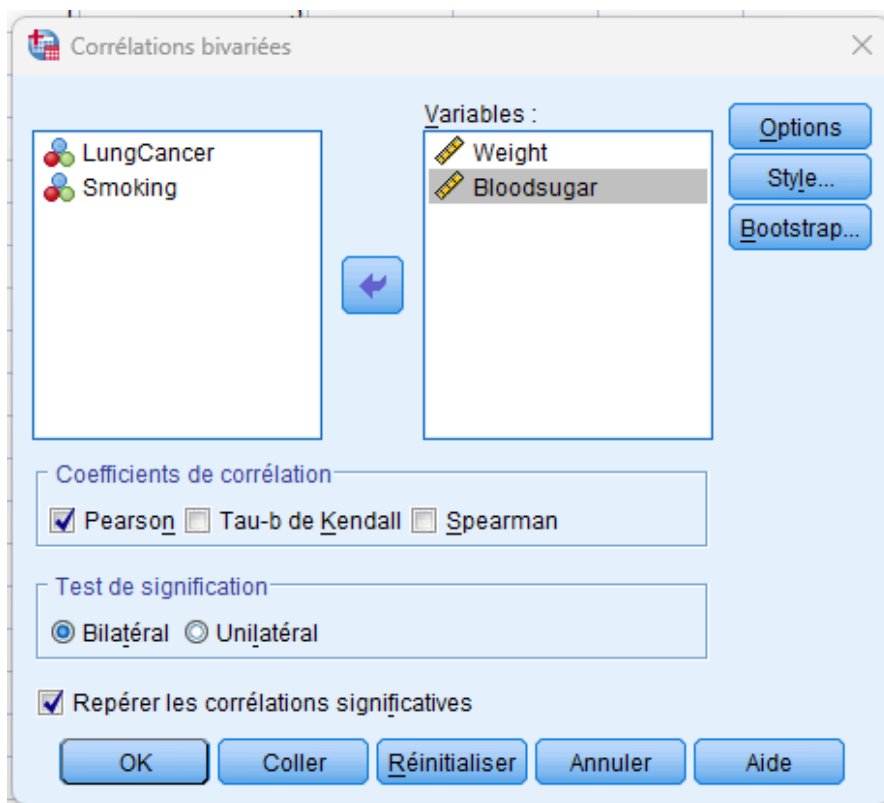 Corrélations bivariées
Variables :
LungCancer
Smoking
Weight
Bloodsugar
Options
Style...
Bootstrap...
Coefficients de corrélation
Pearson Tau-b de Kendall Spearman
Test de signification
Bilatéral Unilatéral
Repérer les corrélations significatives
OK Coller Réinitialiser Annuler Aide